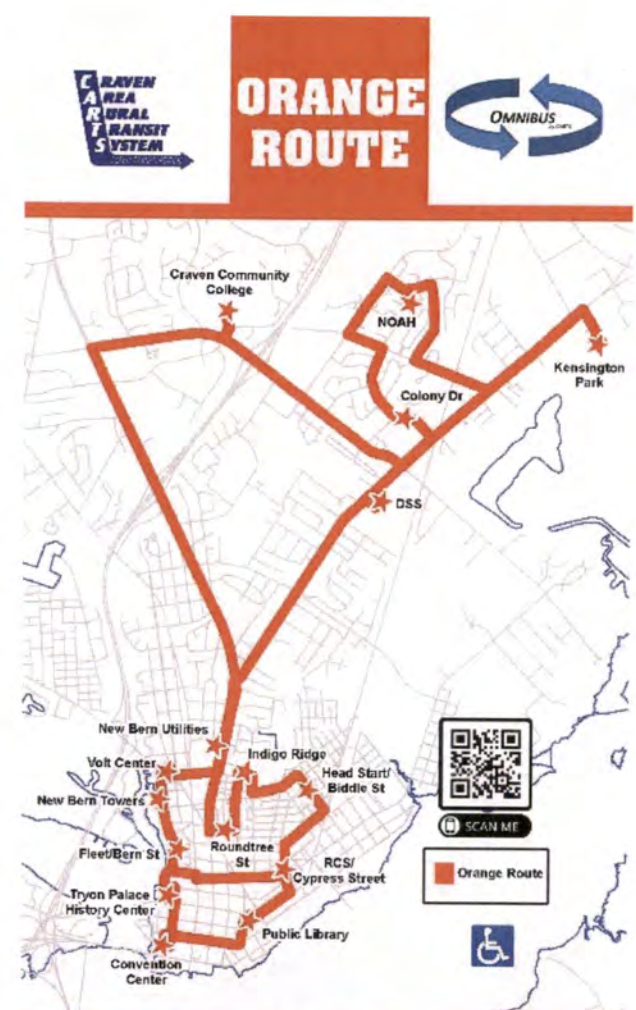 CRAVEN
AREA
RURAL
TRANSIT
SYSTEM
ORANGE
ROUTE
OMNIBUS
Craven Community
College
NOAH
Kensington
Park
Colony Dr
DSS
New Bern Utilities
Indigo Ridge
Volt Center
Head Start/
Biddle St
New Bern Towers
Fleet/Bern St
Roundtree
St
RCS/
Cypress Street
Tryon Palace
History Center
Public Library
Convention
Center
SCAN ME
Orange Route